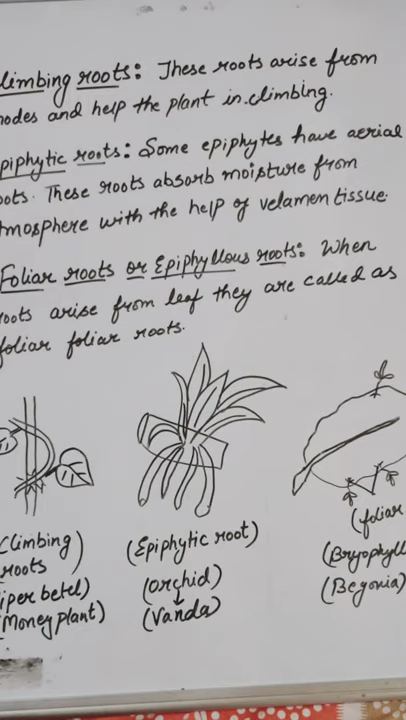 limbing roots: These roots arise from
nodes and help the plant in climbing.
piphytic roots: Some epiphytes have aerial
oots. These roots absorb moisture from
tmosphere with the help of velamen tissue.
Foliar roots or Epiphyllous roots: When
roots arise from leaf they are called as
foliar foliar roots.
Climbing)
roots
iper betel)
(Money plant)
(Epiphytic root)
(Orchid)
(Vanda)
(foliar
(Bryophyll
(Begonia)